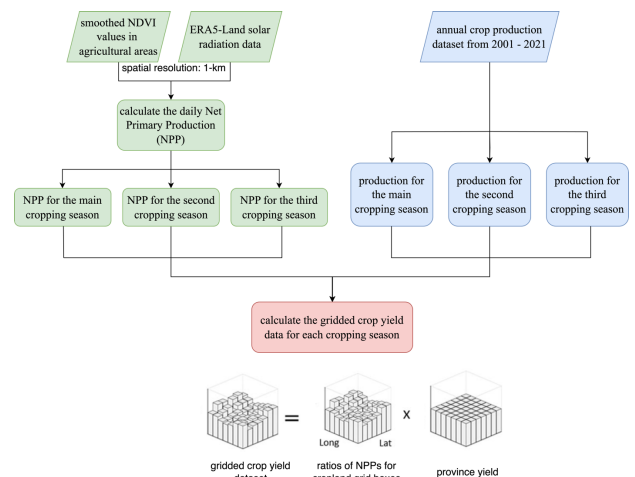 smoothed NDVI
values in
agricultural areas
ERA5-Land solar
radiation data
annual crop production
dataset from 2001 - 2021
spatial resolution: 1-km
calculate the daily Net
Primary Production
(NPP)
NPP for the main
cropping season
NPP for the second
cropping season
NPP for the third
cropping season
production for
the main
cropping season
production for
the second
cropping season
production for
the third
cropping season
calculate the gridded crop yield
data for each cropping season
=
x
Long
Lat
gridded crop yield
ratios of NPPs for
province yield
dataset
cropland grid boxes